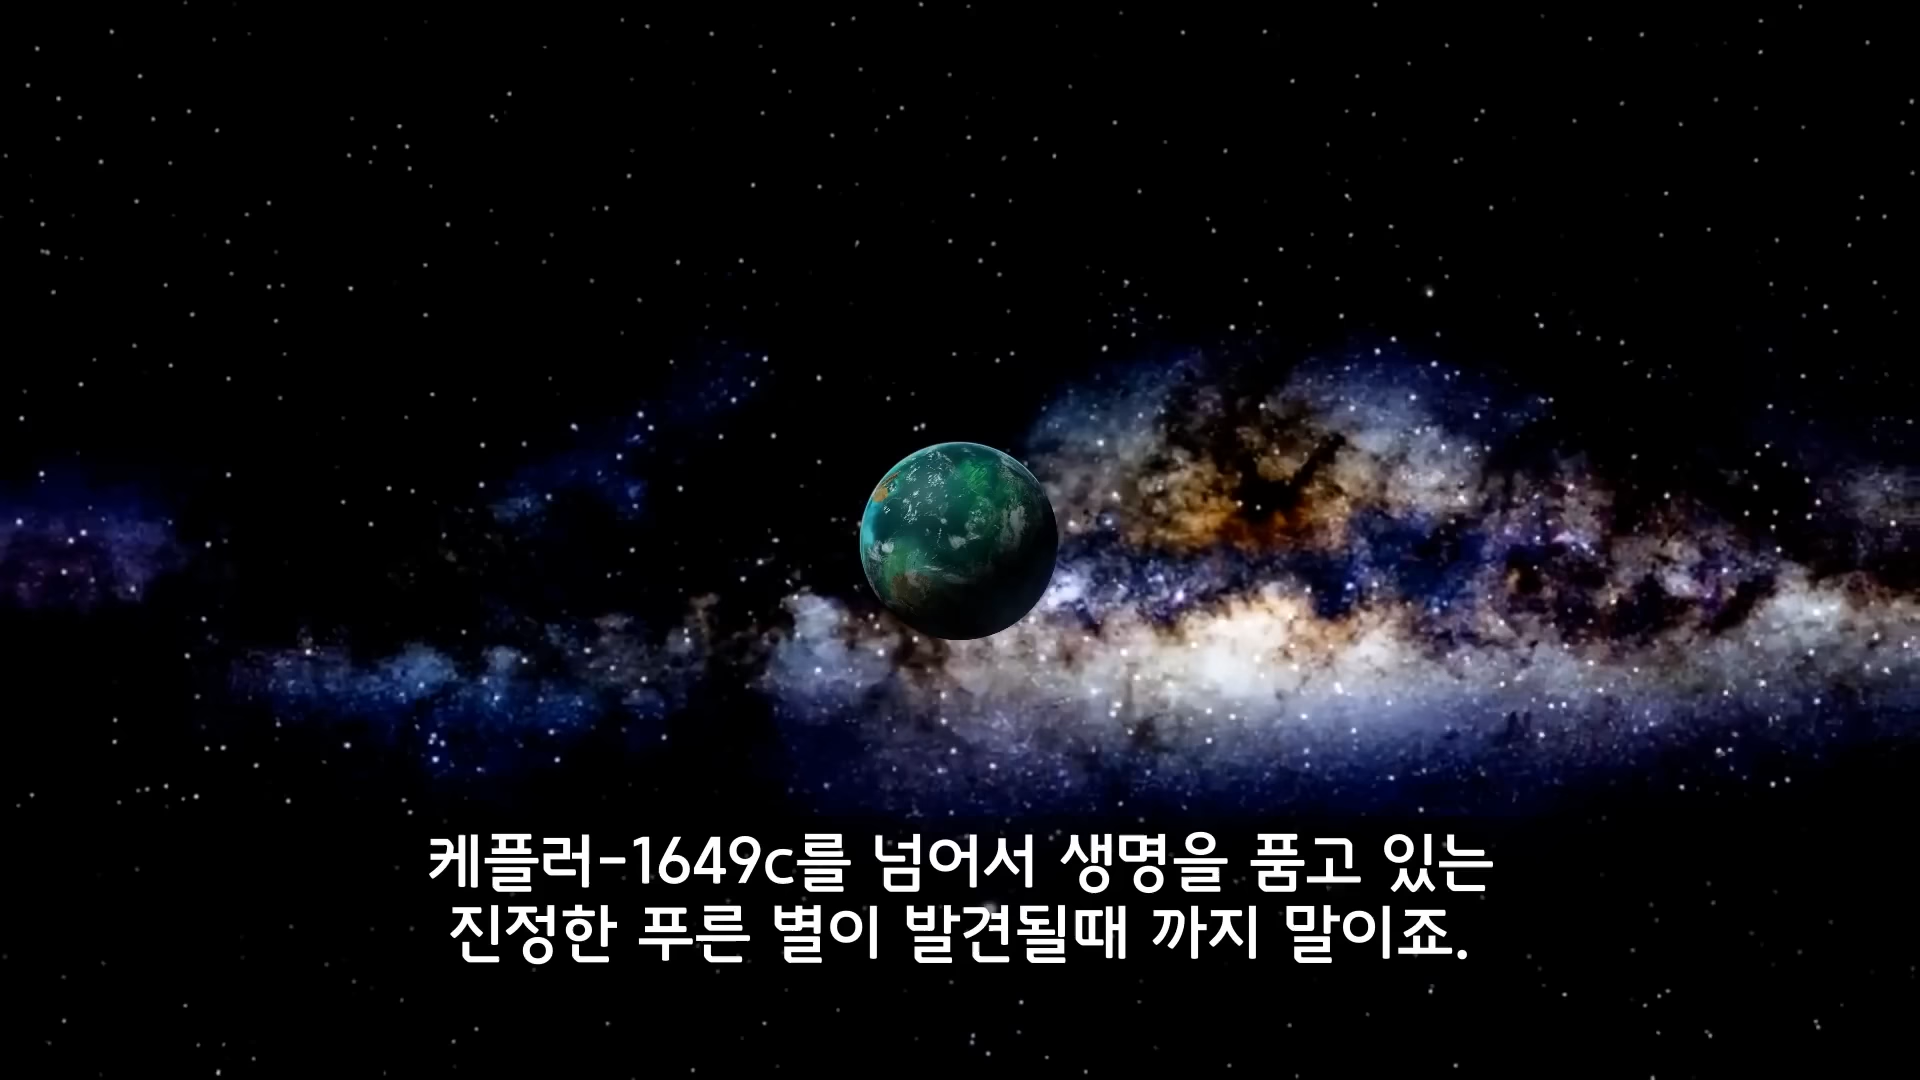 케플러-1649c를 넘어서 생명을 품고 있는
진정한 푸른 별이 발견될때 까지 말이죠.